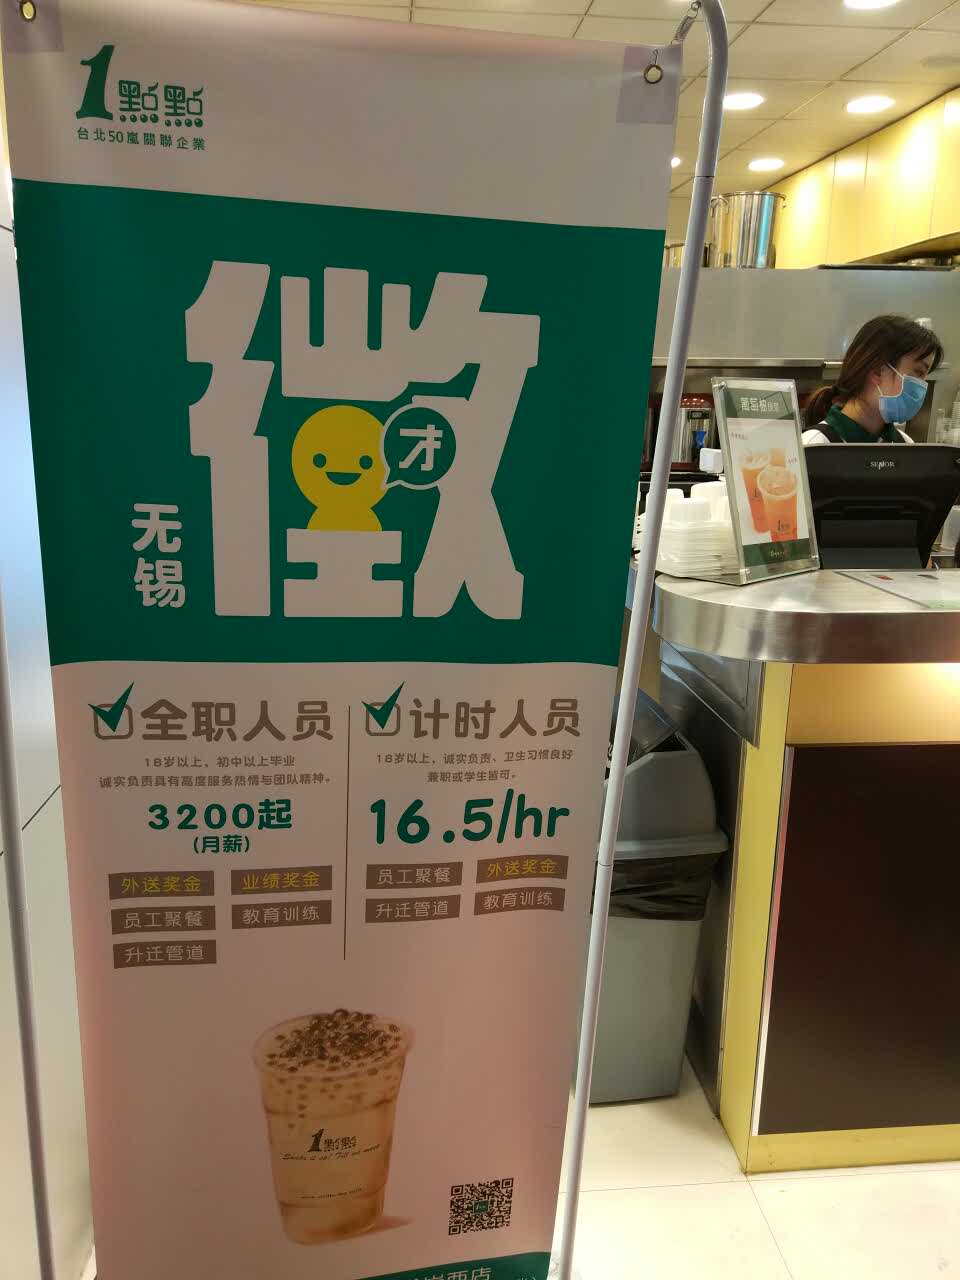 1點點
台北50嵐關聯企業
徵
才
无锡
全职人员
18岁以上，初中以上毕业
诚实负责具有高度服务热情与团队精神。
3200起
(月薪)
外送奖金 业绩奖金
员工聚餐 教育训练
升迁管道
计时人员
18岁以上，诚实负责、卫生习惯良好
兼职或学生皆可。
16.5/hr
员工聚餐 外送奖金
升迁管道 教育训练
1點點
SENOR